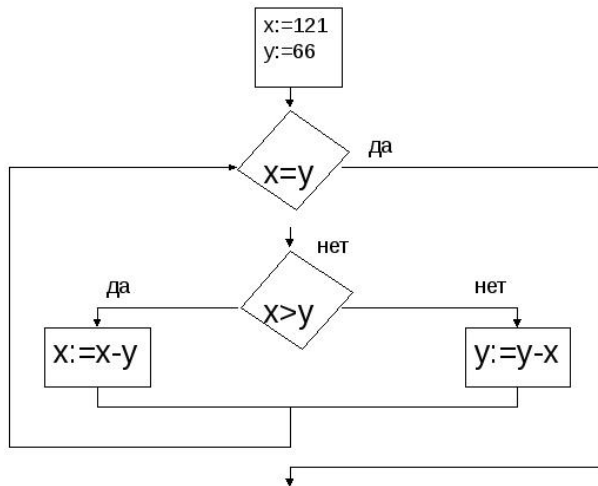 x:=121
y:=66
да
x=y
нет
да
нет
x>y
x:=x-y
y:=y-x